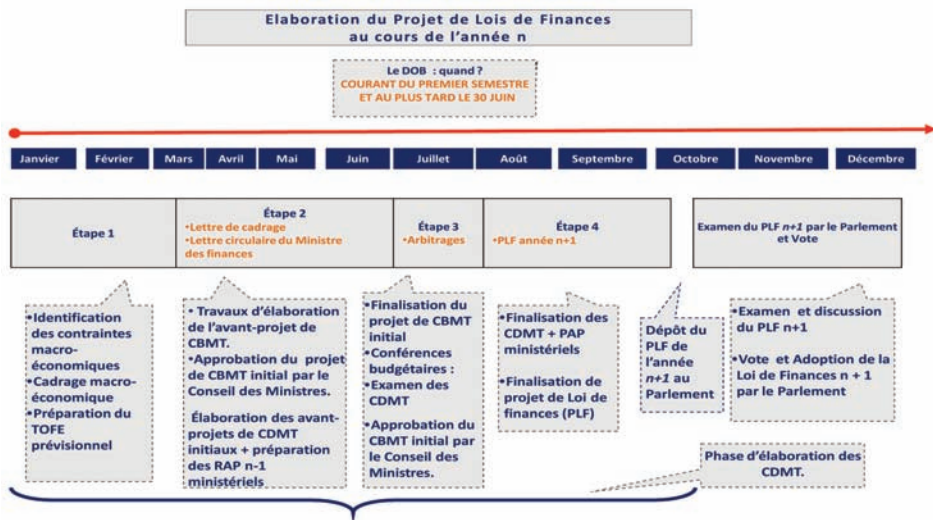 Elaboration du Projet de Lois de Finances
au cours de l'année n
Le DOB : quand ?
COURANT DU PREMIER SEMESTRE
ET AU PLUS TARD LE 30 JUIN
Janvier
Février
Mars
Avril
Mai
Juin
Juillet
Août
Septembre
Octobre
Novembre
Décembre
Étape 1
Étape 2
•Lettre de cadrage
•Lettre circulaire du Ministre
des finances
Étape 3
•Arbitrages
Étape 4
•PLF année n+1
Examen du PLF n+1 par le Parlement
et Vote
•Identification
des contraintes
macro-
économiques
•Cadrage macro-
économique
•Préparation du
TOFE
prévisionnel
• Travaux d'élaboration
de l'avant-projet de
CBMT.
•Approbation du projet
de CBMT initial par le
Conseil des Ministres.
Élaboration des avant-
projets de CDMT
initiaux + préparation
des RAP n-1
ministériels
•Finalisation du
projet de CBMT
initial
•Conférences
budgétaires :
•Examen des
CDMT
•Approbation du
CBMT initial par
le Conseil des
Ministres.
•Finalisation des
CDMT + PAP
ministériels
•Finalisation de
projet de Loi de
finances (PLF)
Dépôt du
PLF de
l'année
n+1 au
Parlement
•Examen et discussion
du PLF n+1
•Vote et Adoption de la
Loi de Finances n + 1
par le Parlement
Phase d'élaboration des
CDMT.